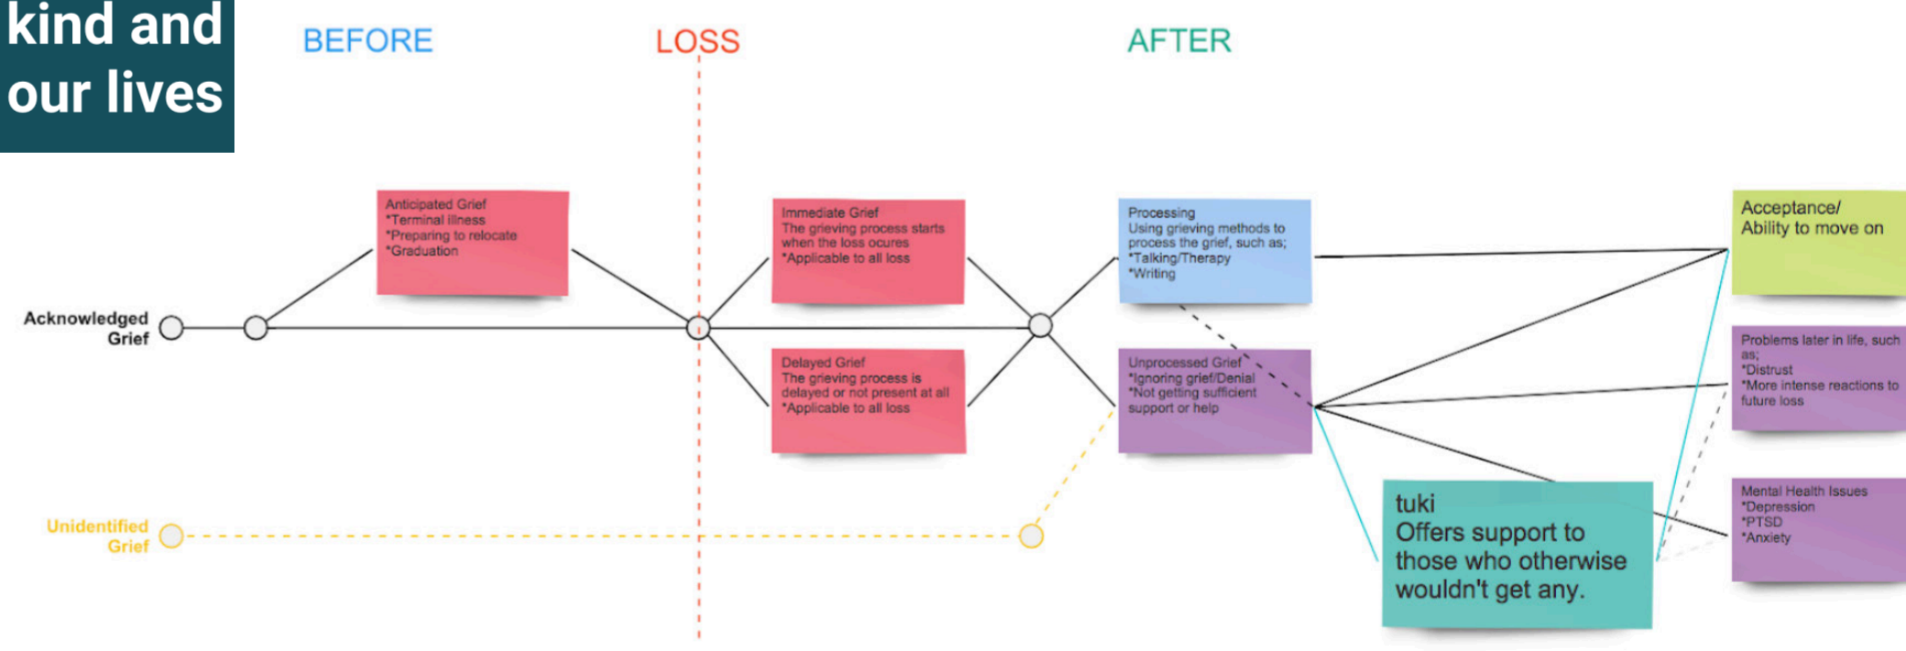 kind and
our lives
BEFORE
LOSS
AFTER
Anticipated Grief
*Terminal illness
*Preparing to relocate
*Graduation
Immediate Grief
The grieving process starts
when the loss ocures
*Applicable to all loss
Processing
Using grieving methods to
process the grief, such as;
*Talking/Therapy
*Writing
Acceptance/
Ability to move on
Acknowledged
Grief
Delayed Grief
The grieving process is
delayed or not present at all
*Applicable to all loss
Unprocessed Grief
*Ignoring grief/Denial
*Not getting sufficient
support or help
Problems later in life, such
as;
*Distrust
*More intense reactions to
future loss
Unidentified
Grief
tuki
Offers support to
those who otherwise
wouldn't get any.
Mental Health Issues
*Depression
*PTSD
*Anxiety